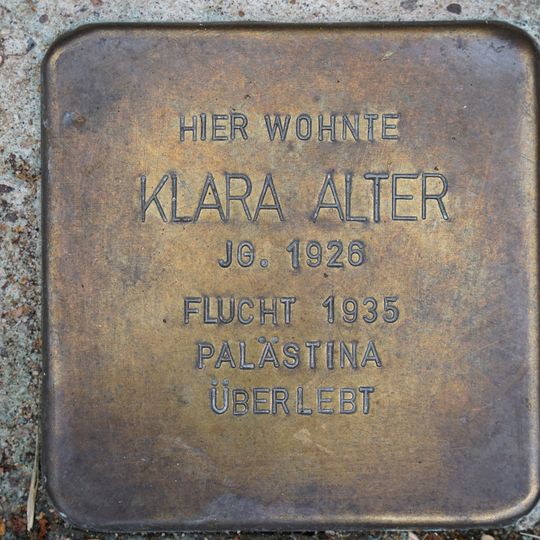 HIER WOHNTE
KLARA ALTER
JG. 1926
FLUCHT 1935
PALÄSTINA
ÜBERLEBT